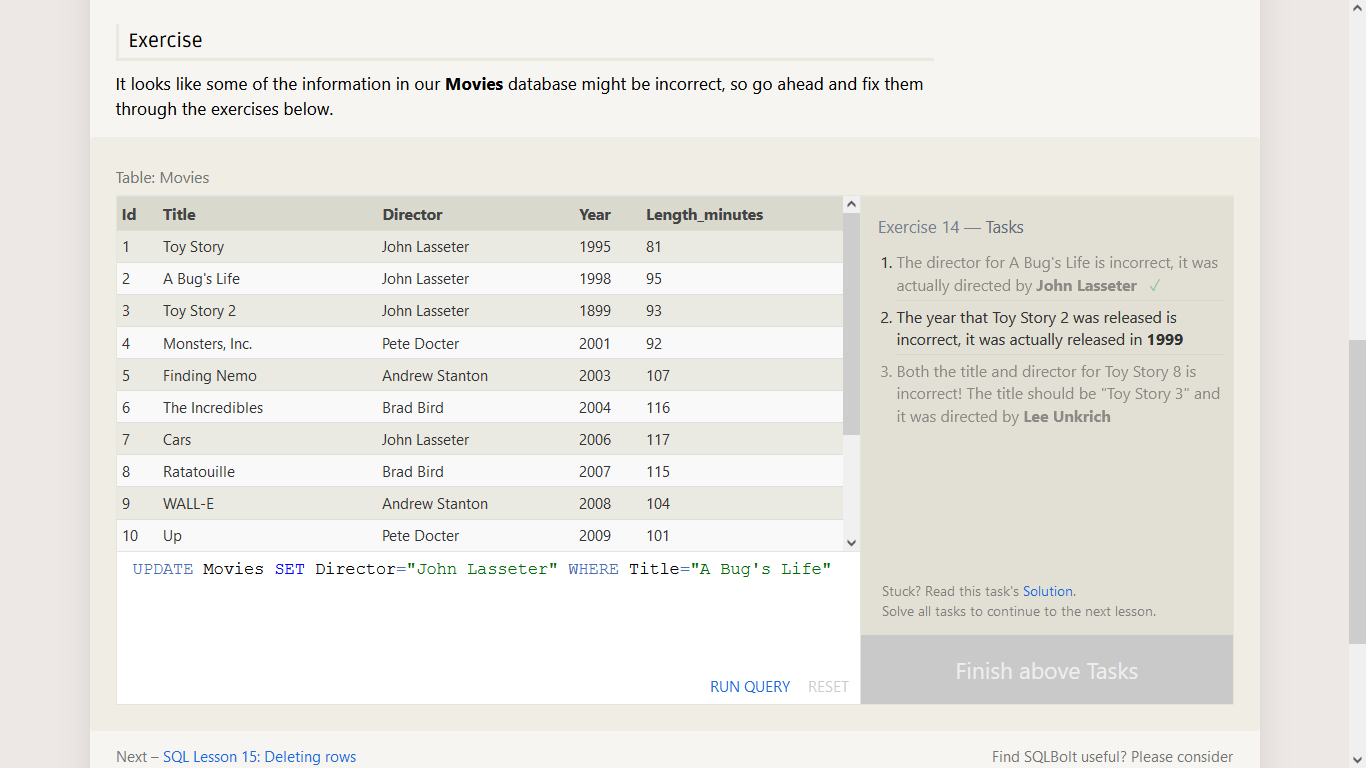 Exercise
It looks like some of the information in our Movies database might be incorrect, so go ahead and fix them
through the exercises below.
Table: Movies
Id Title Director Year Length_minutes
1 Toy Story John Lasseter 1995 81
2 A Bug's Life John Lasseter 1998 95
3 Toy Story 2 John Lasseter 1899 93
4 Monsters, Inc. Pete Docter 2001 92
5 Finding Nemo Andrew Stanton 2003 107
6 The Incredibles Brad Bird 2004 116
7 Cars John Lasseter 2006 117
8 Ratatouille Brad Bird 2007 115
9 WALL-E Andrew Stanton 2008 104
10 Up Pete Docter 2009 101
UPDATE Movies SET Director="John Lasseter" WHERE Title="A Bug's Life"
RUN QUERY RESET
Exercise 14 — Tasks
1. The director for A Bug's Life is incorrect, it was
actually directed by John Lasseter ✓
2. The year that Toy Story 2 was released is
incorrect, it was actually released in 1999
3. Both the title and director for Toy Story 8 is
incorrect! The title should be "Toy Story 3" and
it was directed by Lee Unkrich
Stuck? Read this task's Solution.
Solve all tasks to continue to the next lesson.
Finish above Tasks
Next – SQL Lesson 15: Deleting rows
Find SQLBolt useful? Please consider